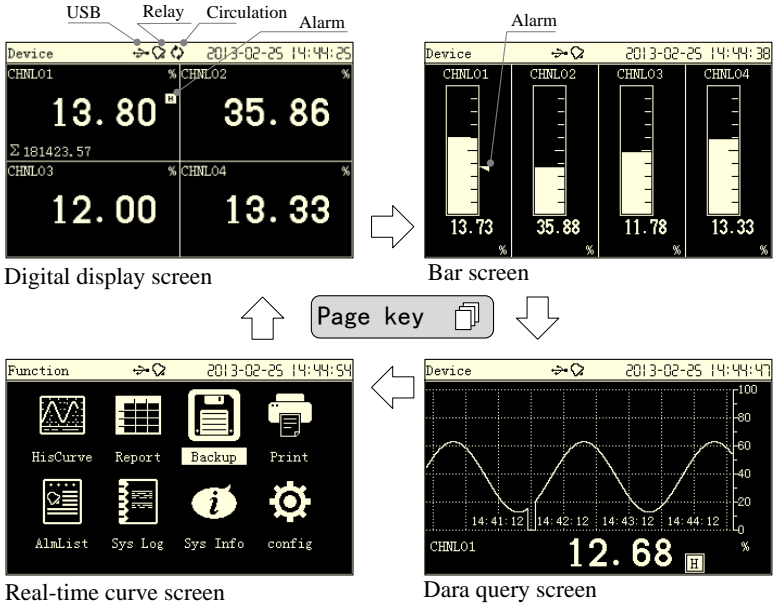 USB Relay Circulation Alarm
Device 2013-02-25 14:44:25
CHNL01 % CHNL02 %
13.80 H 35.86
Σ181423.57
CHNL03 % CHNL04 %
12.00 13.33
Digital display screen
Alarm
Device 2013-02-25 14:44:38
CHNL01 CHNL02 CHNL03 CHNL04
13.73 35.88 11.78 13.33
% % % %
Bar screen
Page key
Function 2013-02-25 14:44:54
HisCurve Report Backup Print
AlmList Sys Log Sys Info config
Real-time curve screen
Device 2013-02-25 14:44:47
100
80
60
40
20
14:41:12 14:42:12 14:43:12 14:44:12
0
CHNL01 12.68 H %
Dara query screen